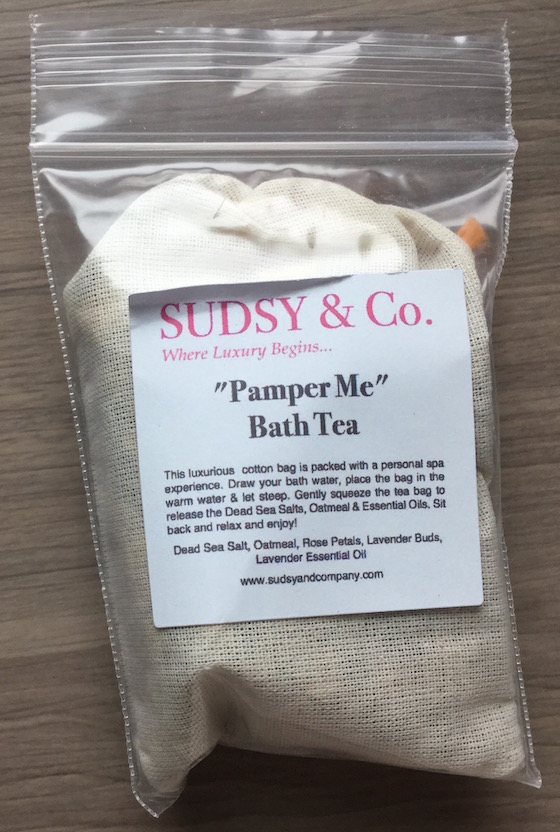 SUDSY & Co.
Where Luxury Begins...
"Pamper Me"
Bath Tea
This luxurious cotton bag is packed with a personal spa
experience. Draw your bath water, place the bag in the
warm water & let steep. Gently squeeze the tea bag to
release the Dead Sea Salts, Oatmeal & Essential Oils, Sit
back and relax and enjoy!
Dead Sea Salt, Oatmeal, Rose Petals, Lavender Buds,
Lavender Essential Oil
www.sudsyandcompany.com